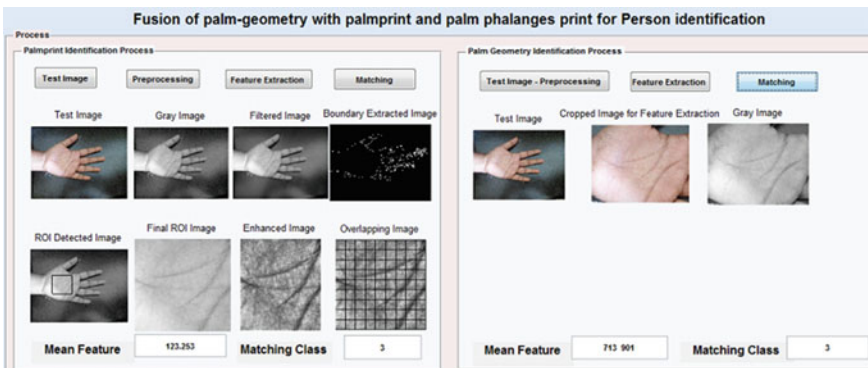 Fusion of palm-geometry with palmprint and palm phalanges print for Person identification
Process
Palmprint Identification Process
Test Image Preprocessing Feature Extraction Matching
Test Image Gray Image Filtered Image Boundary Extracted Image
ROI Detected Image Final ROI Image Enhanced Image Overlapping Image
Mean Feature 123.253 Matching Class 3
Palm Geometry Identification Process
Test Image - Preprocessing Feature Extraction Matching
Test Image Cropped Image for Feature Extraction Gray Image
Mean Feature 713 901 Matching Class 3